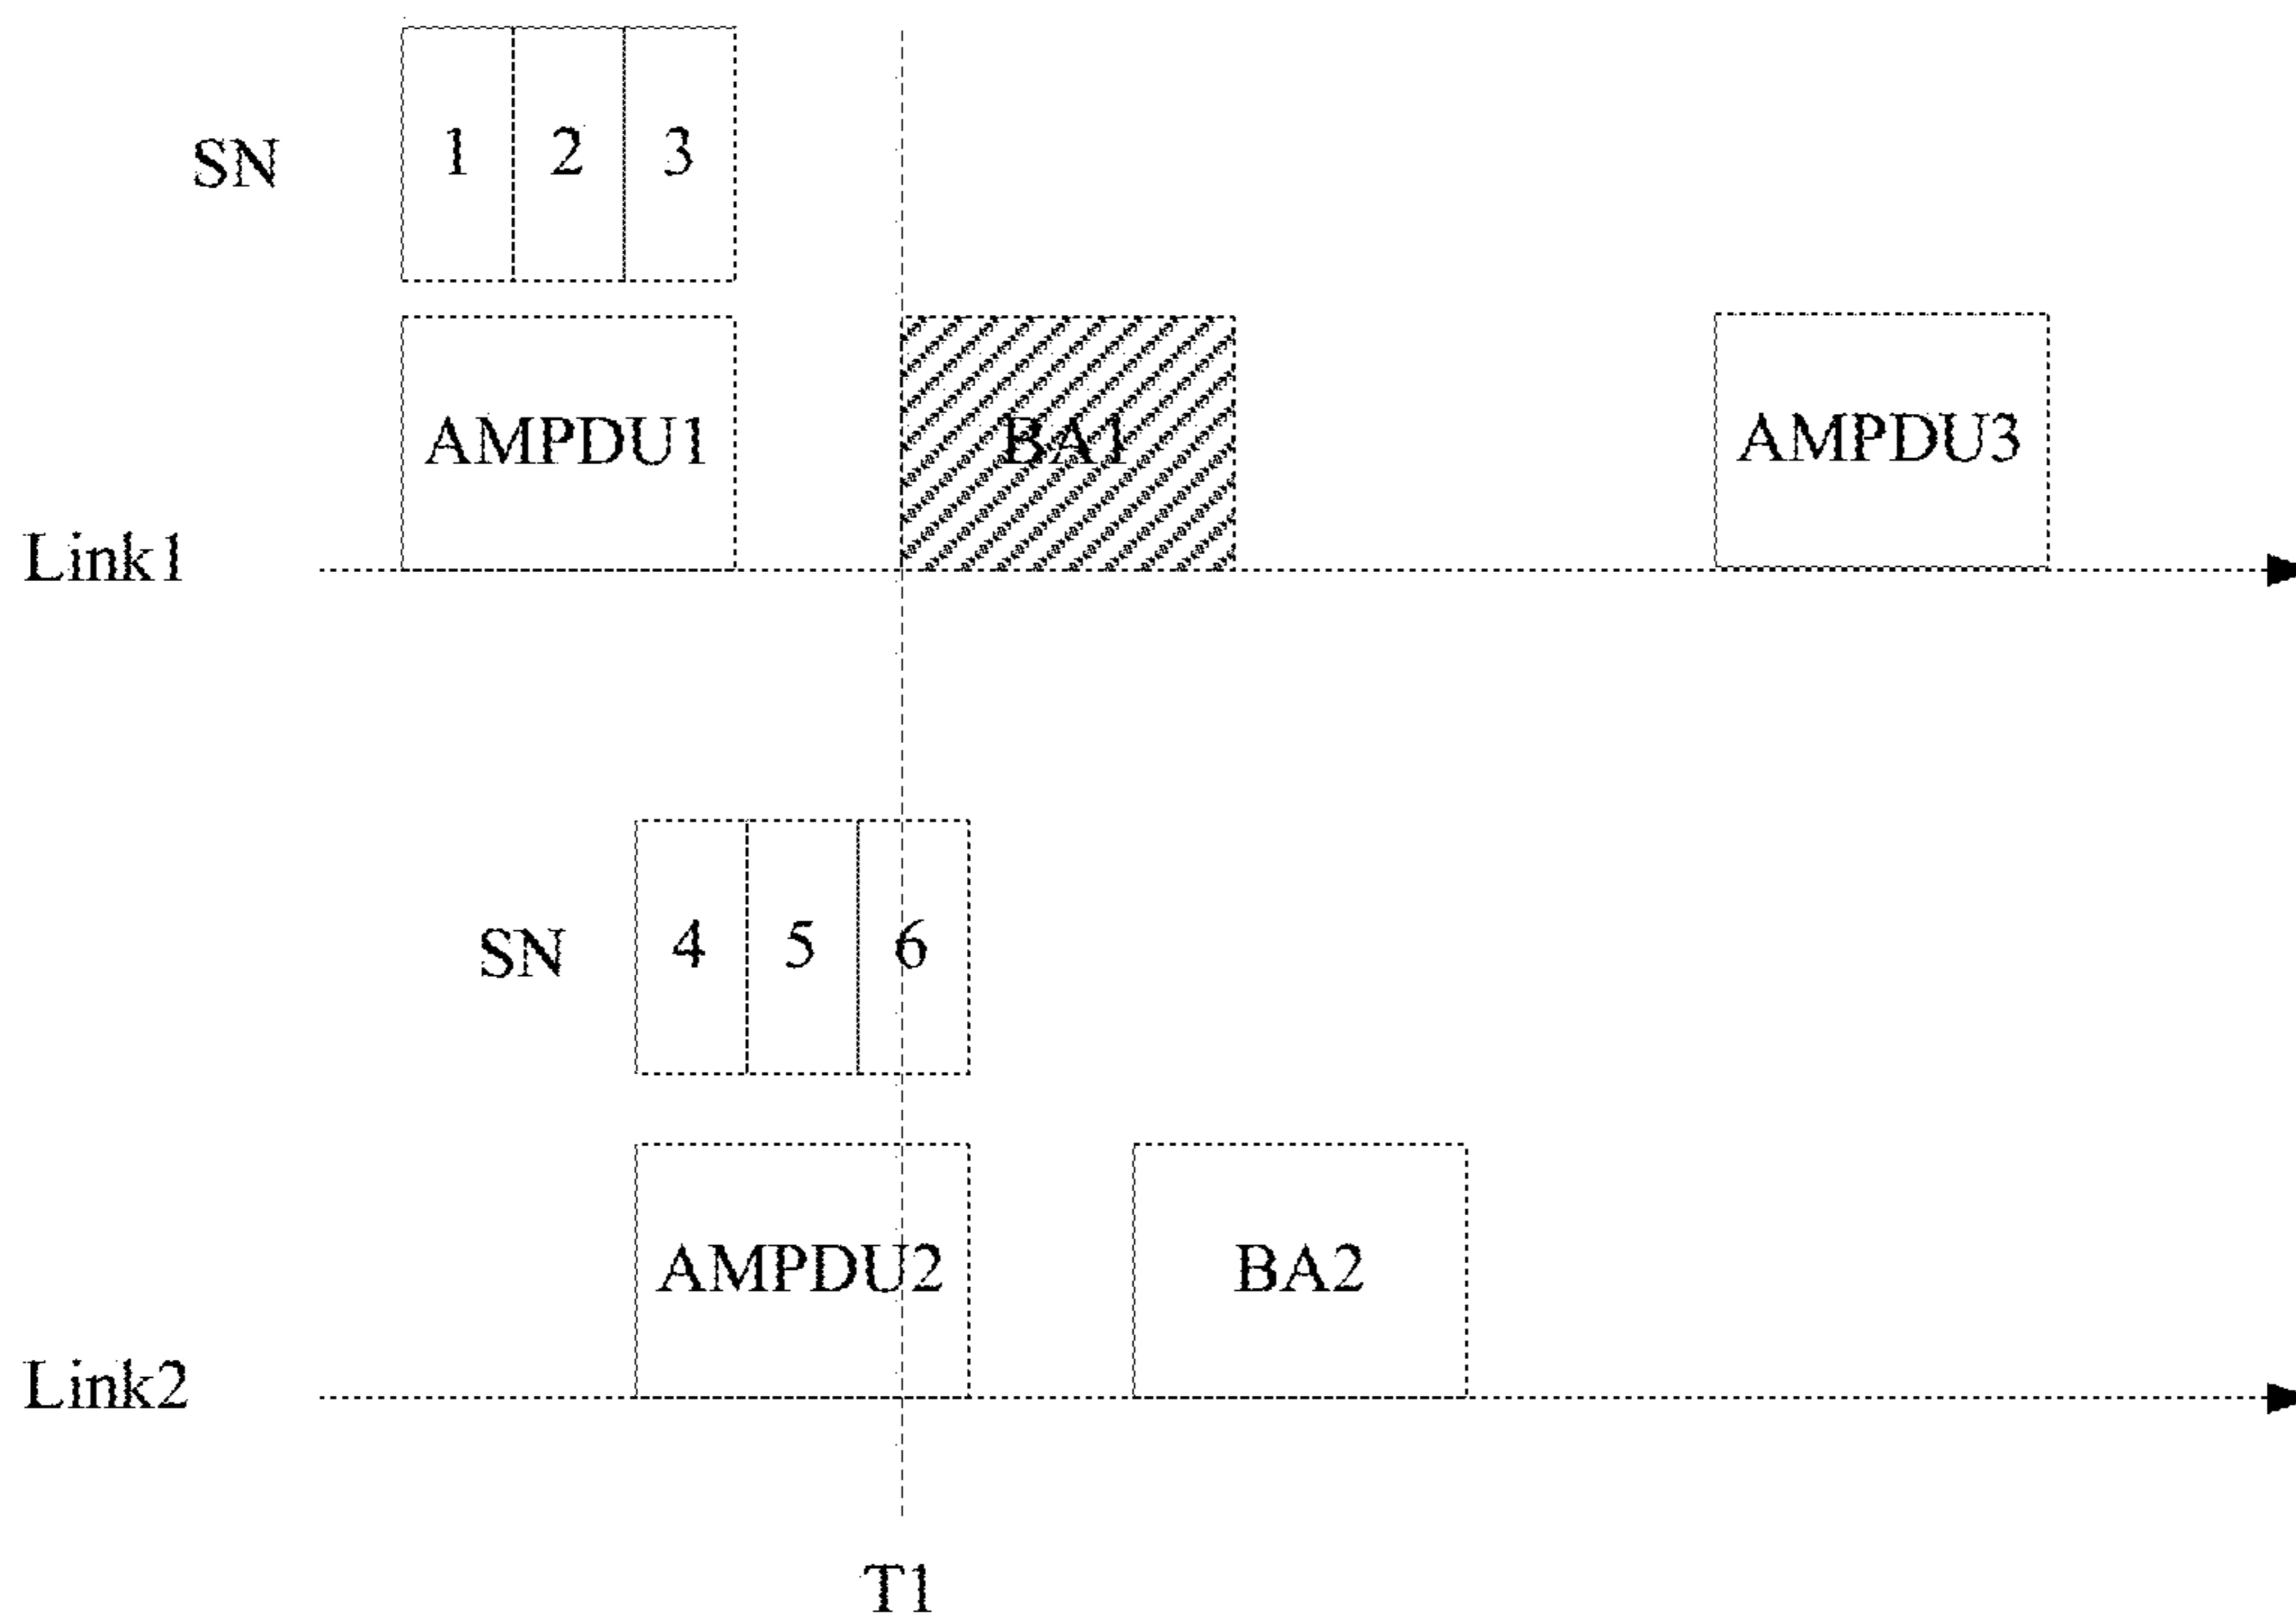 SN 1 2 3
AMPDU1 BA1 AMPDU3
Link1
SN 4 5 6
AMPDU2 BA2
Link2
T1